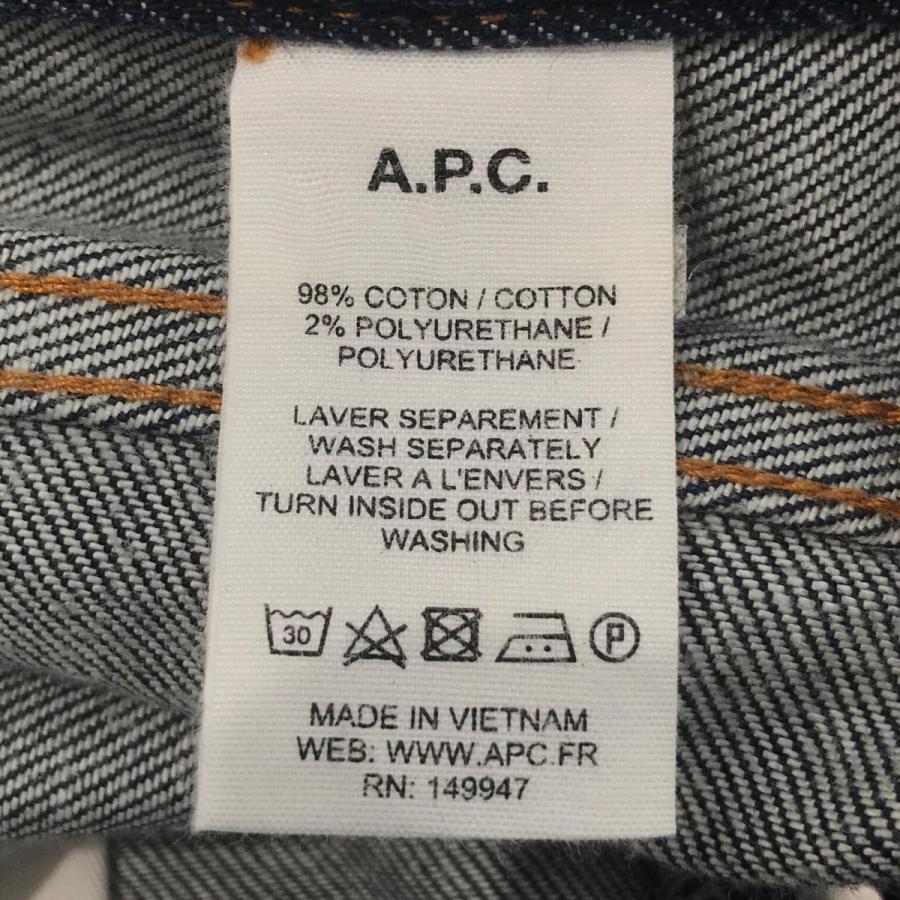 A.P.C.
98% COTON / COTTON
2% POLYURETHANE /
POLYURETHANE
LAVER SEPAREMENT /
WASH SEPARATELY
LAVER A L'ENVERS /
TURN INSIDE OUT BEFORE
WASHING
30 P
MADE IN VIETNAM
WEB: WWW.APC.FR
RN: 149947